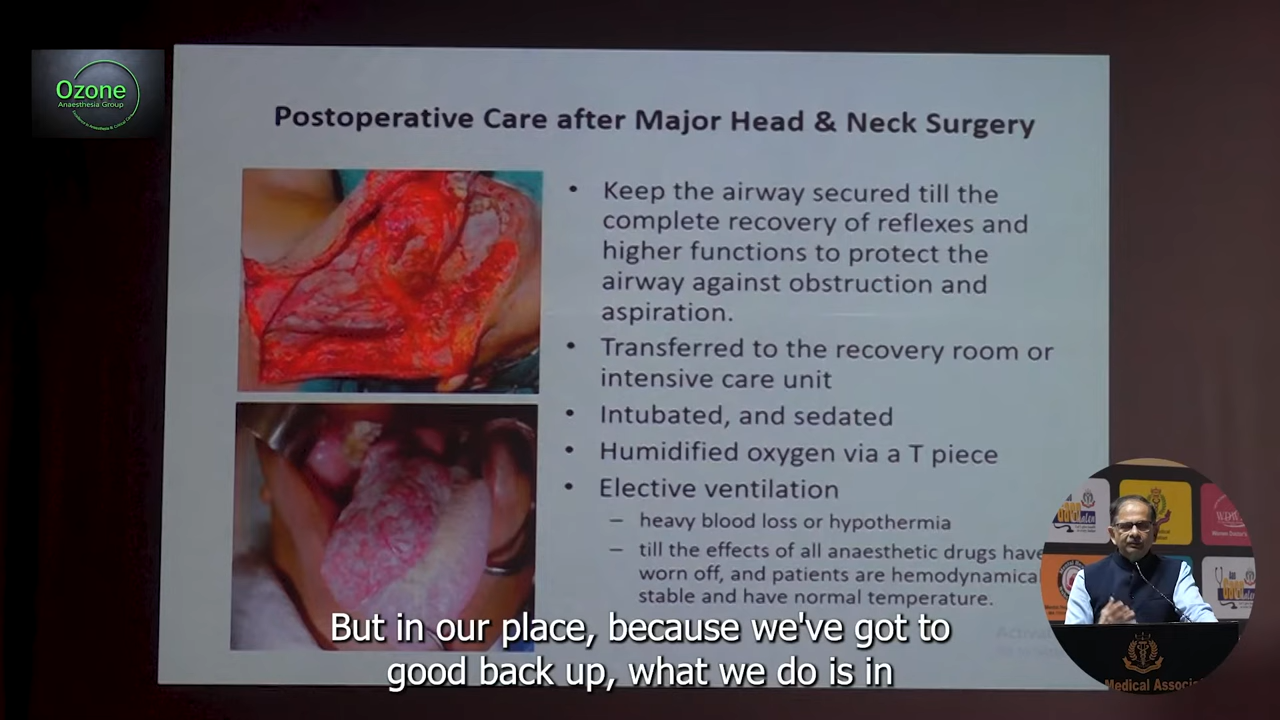 Ozone
Anaesthesia Group
Postoperative Care after Major Head & Neck Surgery
• Keep the airway secured till the
complete recovery of reflexes and
higher functions to protect the
airway against obstruction and
aspiration.
• Transferred to the recovery room or
intensive care unit
• Intubated, and sedated
• Humidified oxygen via a T piece
• Elective ventilation
– heavy blood loss or hypothermia
– till the effects of all anaesthetic drugs have
worn off, and patients are hemodynamica
stable and have normal temperature.
But in our place, because we've got to
good back up, what we do is in
WDW
Medical Associ